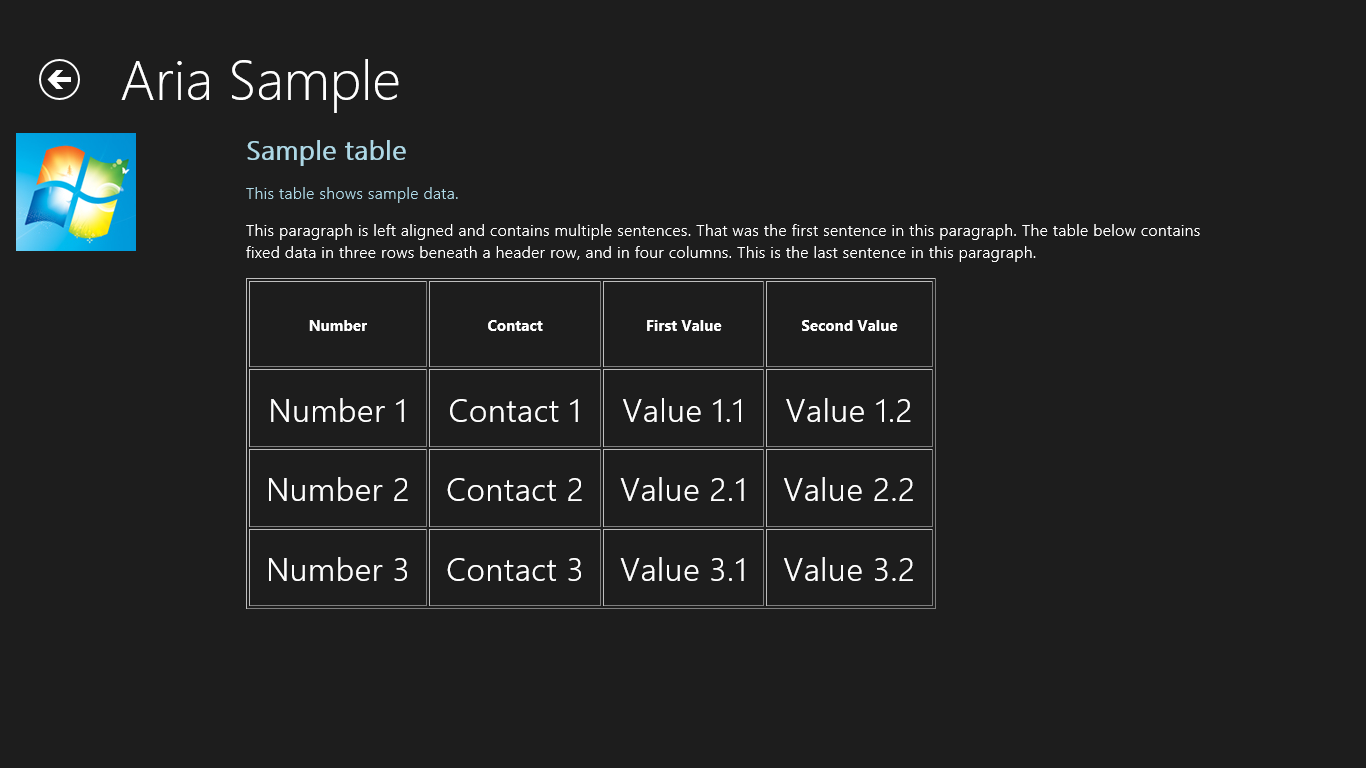 Aria Sample
Sample table
This table shows sample data.
This paragraph is left aligned and contains multiple sentences. That was the first sentence in this paragraph. The table below contains
fixed data in three rows beneath a header row, and in four columns. This is the last sentence in this paragraph.
Number Contact First Value Second Value
Number 1 Contact 1 Value 1.1 Value 1.2
Number 2 Contact 2 Value 2.1 Value 2.2
Number 3 Contact 3 Value 3.1 Value 3.2